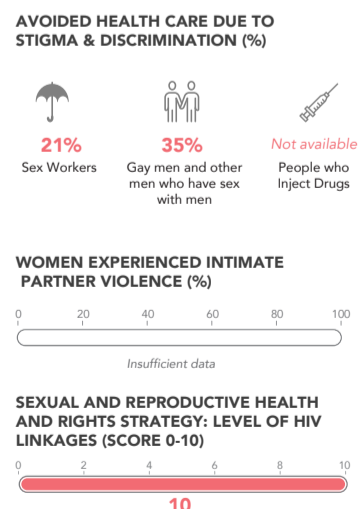 AVOIDED HEALTH CARE DUE TO
STIGMA & DISCRIMINATION (%)
21%
Sex Workers
35%
Gay men and other
men who have sex
with men
Not available
People who
Inject Drugs
WOMEN EXPERIENCED INTIMATE
PARTNER VIOLENCE (%)
0 20 40 60 80 100
Insufficient data
SEXUAL AND REPRODUCTIVE HEALTH
AND RIGHTS STRATEGY: LEVEL OF HIV
LINKAGES (SCORE 0-10)
0 2 4 6 8 10
10